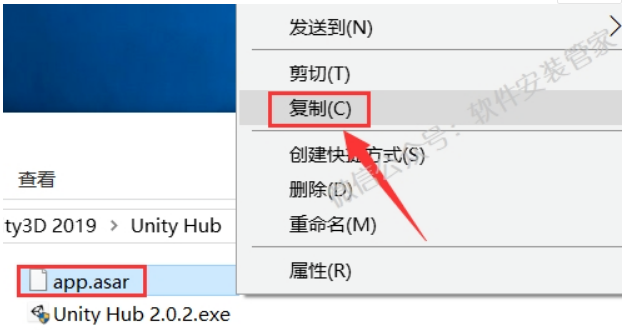 发送到(N)
剪切(T)
复制(C)
创建快捷方式(S)
删除(D)
重命名(M)
属性(R)
查看
ty3D 2019 > Unity Hub
app.asar
Unity Hub 2.0.2.exe
微信公众号：软件安装管家